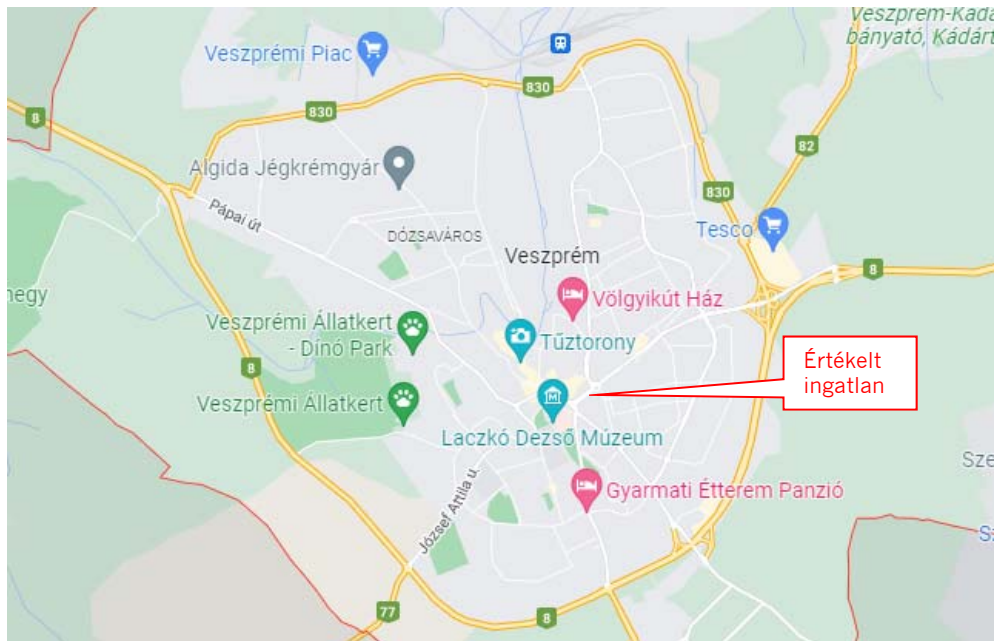 Veszprém-Káda
bányató, Kádárt
Veszprémi Piac
8
830
830
82
Algida Jégkrémgyár
830
Pápai út
DÓZSAVÁROS
Tesco
Veszprém
8
negy
Völgyikút Ház
Veszprémi Állatkert
- Dínó Park
Tűztorony
Értékelt
ingatlan
8
Veszprémi Állatkert
M
Laczkó Dezső Múzeum
Sze
Gyarmati Étterem Panzió
József Attila u.
77
8